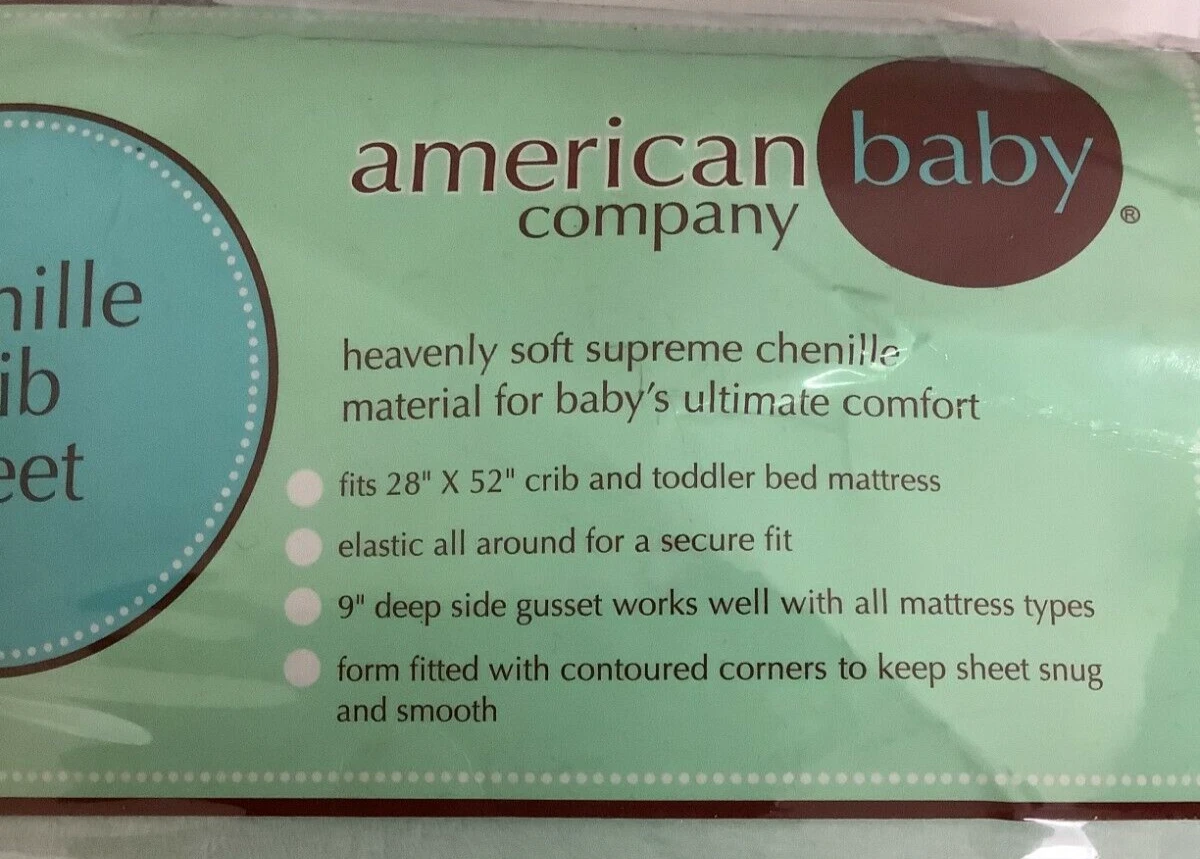 american baby®
company
heavenly soft supreme chenille
material for baby's ultimate comfort
fits 28" X 52" crib and toddler bed mattress
elastic all around for a secure fit
9" deep side gusset works well with all mattress types
form fitted with contoured corners to keep sheet snug
and smooth
nille
ib
eet